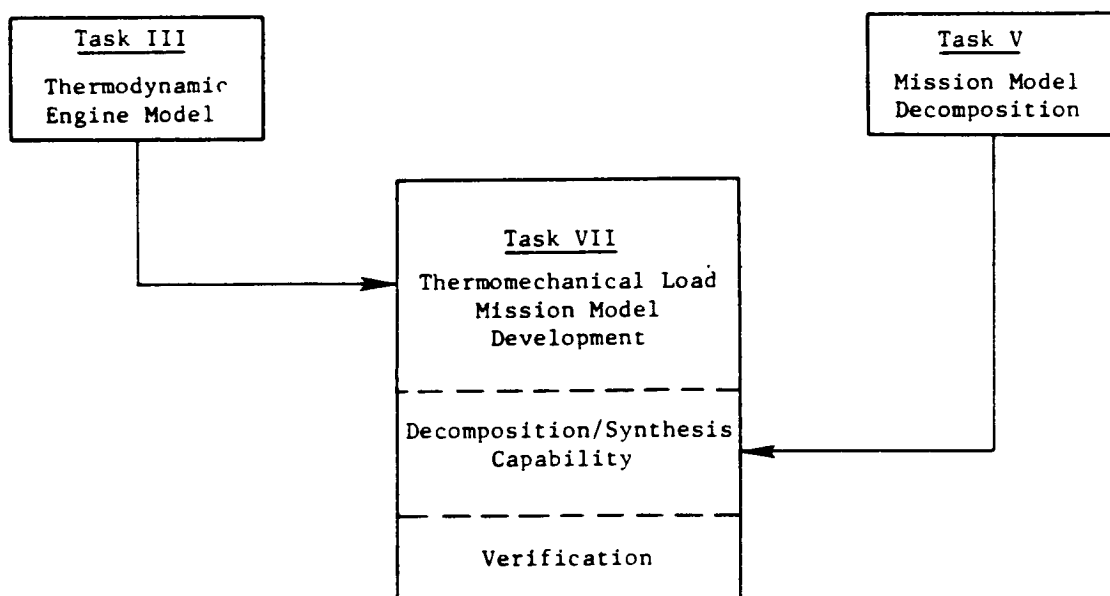 Task III
Thermodynamic
Engine Model
Task V
Mission Model
Decomposition
Task VII
Thermomechanical Load
Mission Model
Development
Decomposition/Synthesis
Capability
Verification